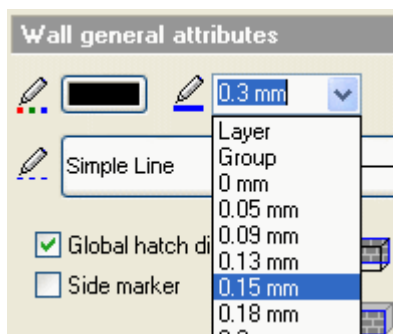 Wall general attributes
0.3 mm
Layer
Group
Simple Line
0 mm
0.05 mm
0.09 mm
0.13 mm
Global hatch di
0.15 mm
Side marker
0.18 mm